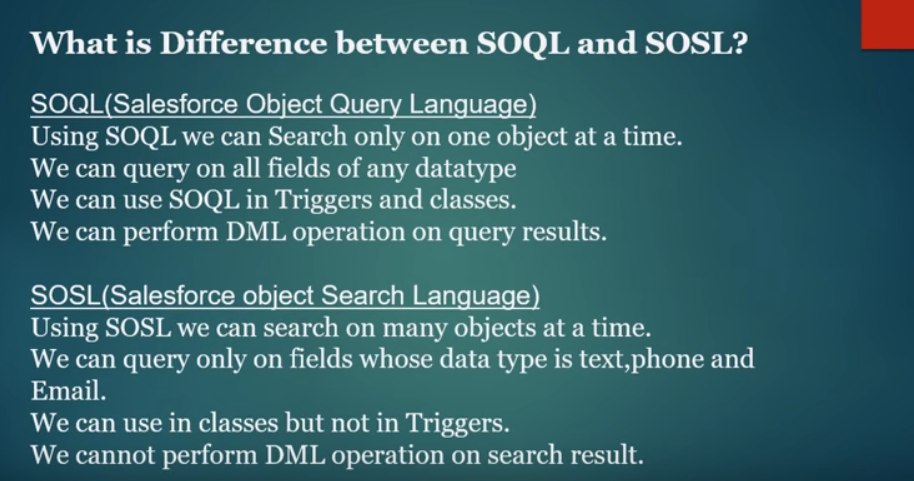 What is Difference between SOQL and SOSL?
SOQL(Salesforce Object Query Language)
Using SOQL we can Search only on one object at a time.
We can query on all fields of any datatype
We can use SOQL in Triggers and classes.
We can perform DML operation on query results.
SOSL(Salesforce object Search Language)
Using SOSL we can search on many objects at a time.
We can query only on fields whose data type is text,phone and
Email.
We can use in classes but not in Triggers.
We cannot perform DML operation on search result.